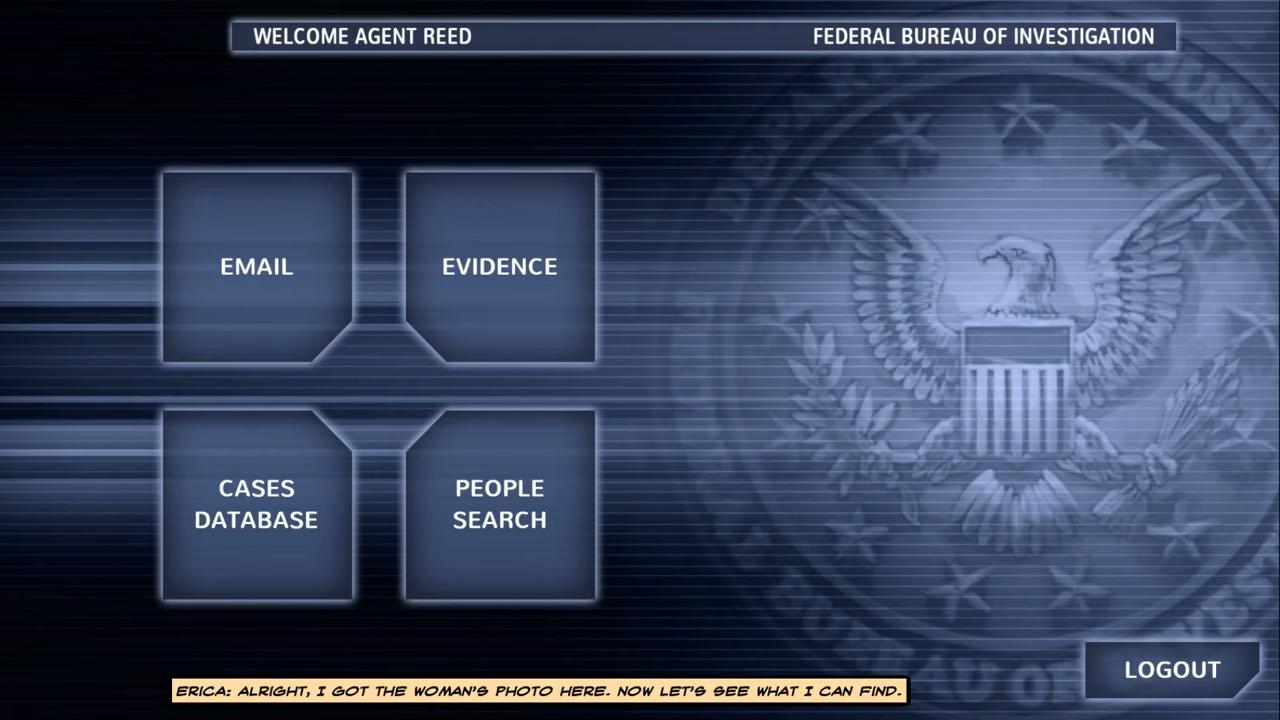 WELCOME AGENT REED
FEDERAL BUREAU OF INVESTIGATION
EMAIL
EVIDENCE
CASES
DATABASE
PEOPLE
SEARCH
LOGOUT
ERICA: ALRIGHT, I GOT THE WOMAN'S PHOTO HERE. NOW LET'S SEE WHAT I CAN FIND.